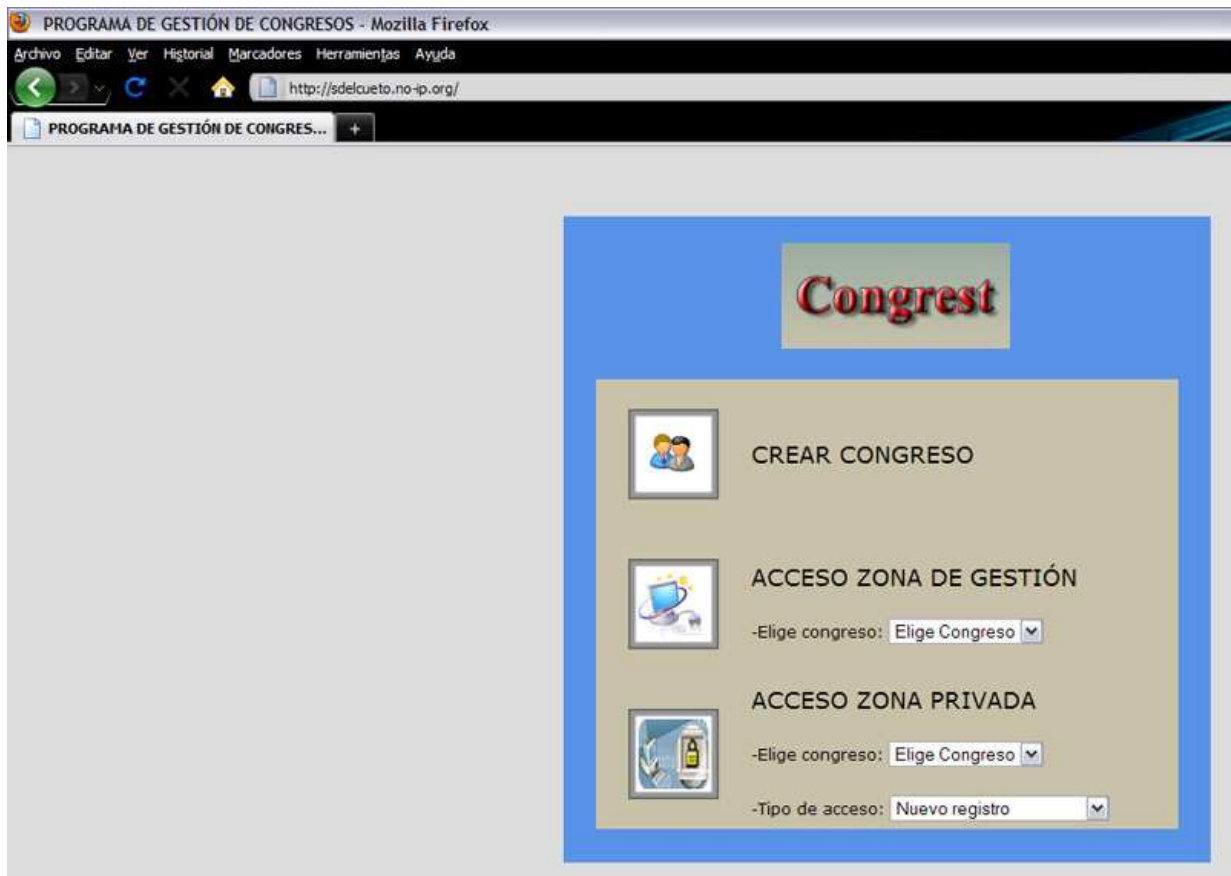 PROGRAMA DE GESTIÓN DE CONGRESOS - Mozilla Firefox
Archivo Editar Ver Historial Marcadores Herramientas Ayuda
http://sdelcueto.no-ip.org/
PROGRAMA DE GESTIÓN DE CONGRES... +
Congrest
CREAR CONGRESO
ACCESO ZONA DE GESTIÓN
-Elige congreso: Elige Congreso
ACCESO ZONA PRIVADA
-Elige congreso: Elige Congreso
-Tipo de acceso: Nuevo registro